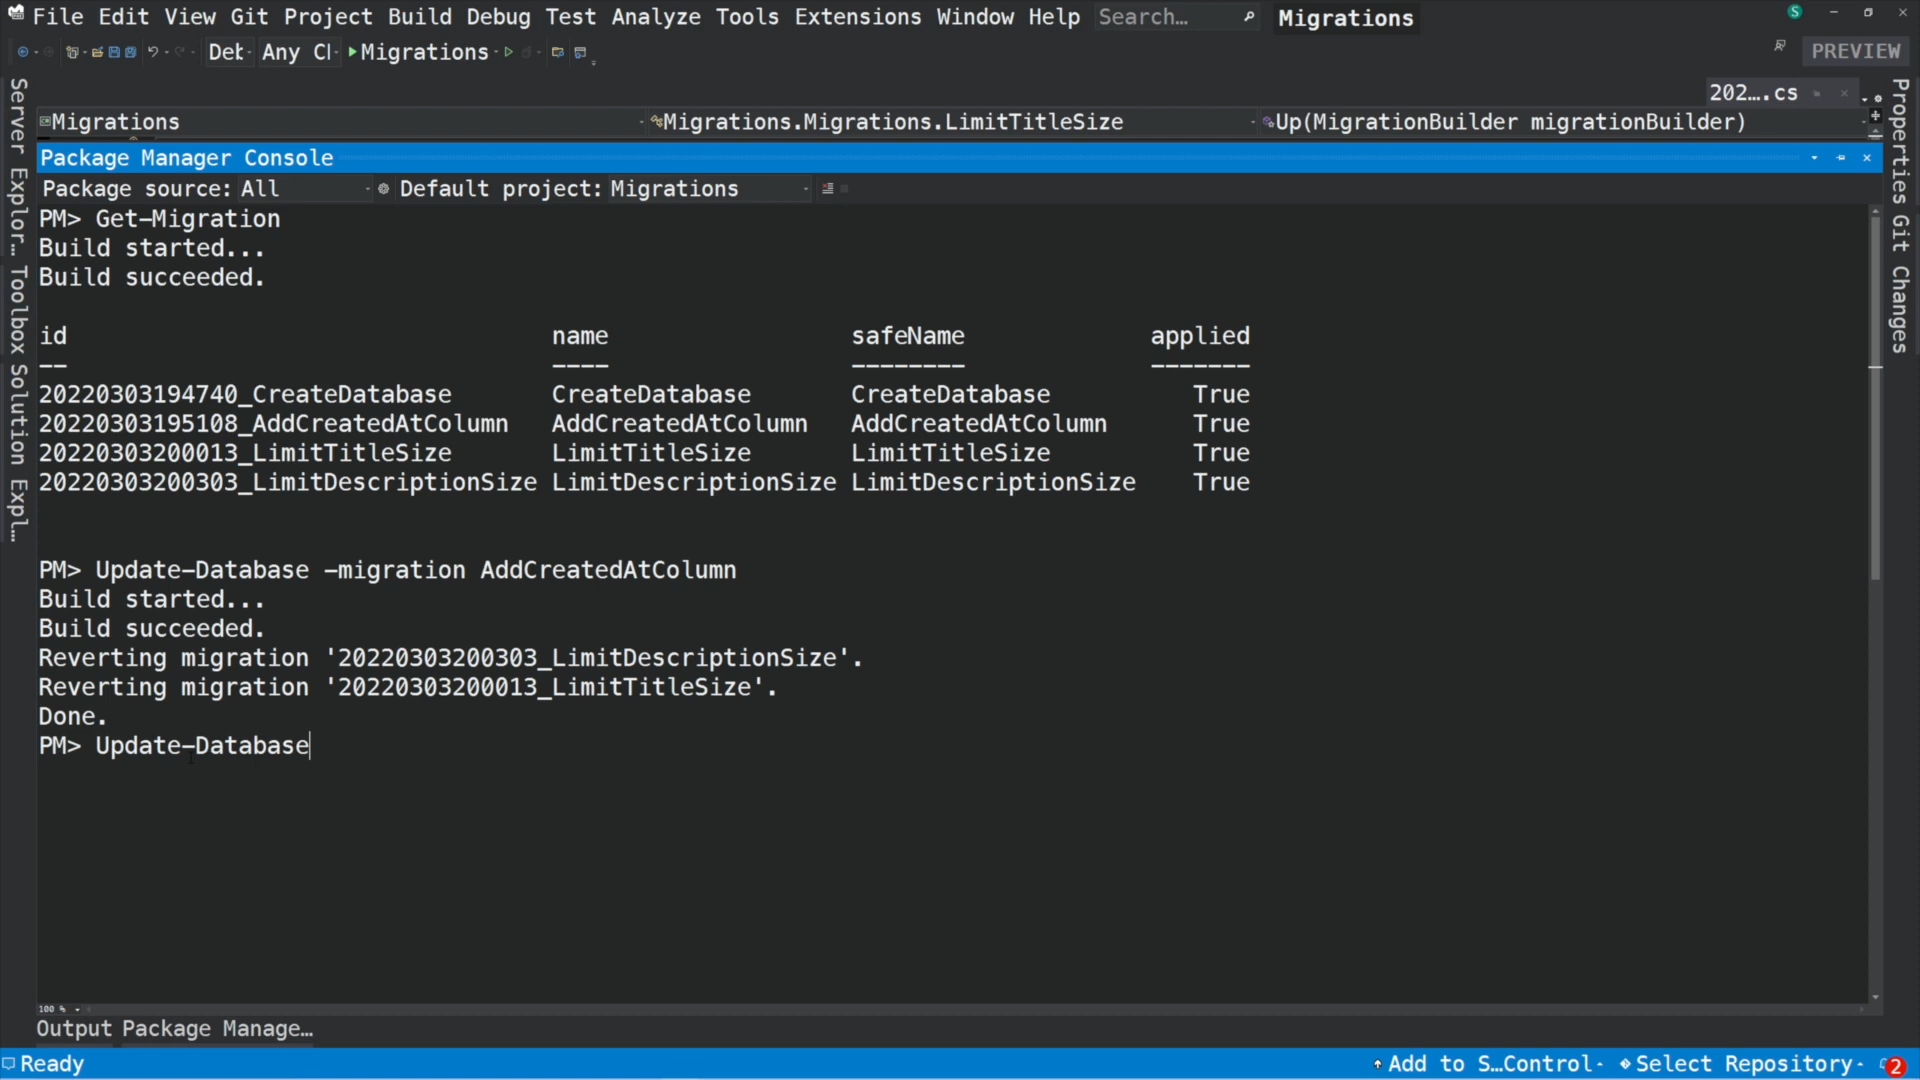 File Edit View Git Project Build Debug Test Analyze Tools Extensions Window Help Search… Migrations
Deb Any Migrations PREVIEW
202….cs
Migrations Migrations.Migrations.LimitTitleSize Up(MigrationBuilder migrationBuilder)
Package Manager Console
Package source: All Default project: Migrations
PM> Get-Migration
Build started...
Build succeeded.
id name safeName applied
-- ---- -------- -------
20220303194740_CreateDatabase CreateDatabase CreateDatabase True
20220303195108_AddCreatedAtColumn AddCreatedAtColumn AddCreatedAtColumn True
20220303200013_LimitTitleSize LimitTitleSize LimitTitleSize True
20220303200303_LimitDescriptionSize LimitDescriptionSize LimitDescriptionSize True
PM> Update-Database -migration AddCreatedAtColumn
Build started...
Build succeeded.
Reverting migration '20220303200303_LimitDescriptionSize'.
Reverting migration '20220303200013_LimitTitleSize'.
Done.
PM> Update-Database
100 %
Output Package Manage…
Ready Add to S…Control Select Repository 2
Server Explor…
Toolbox
Solution Expl…
Properties
Git Changes
S